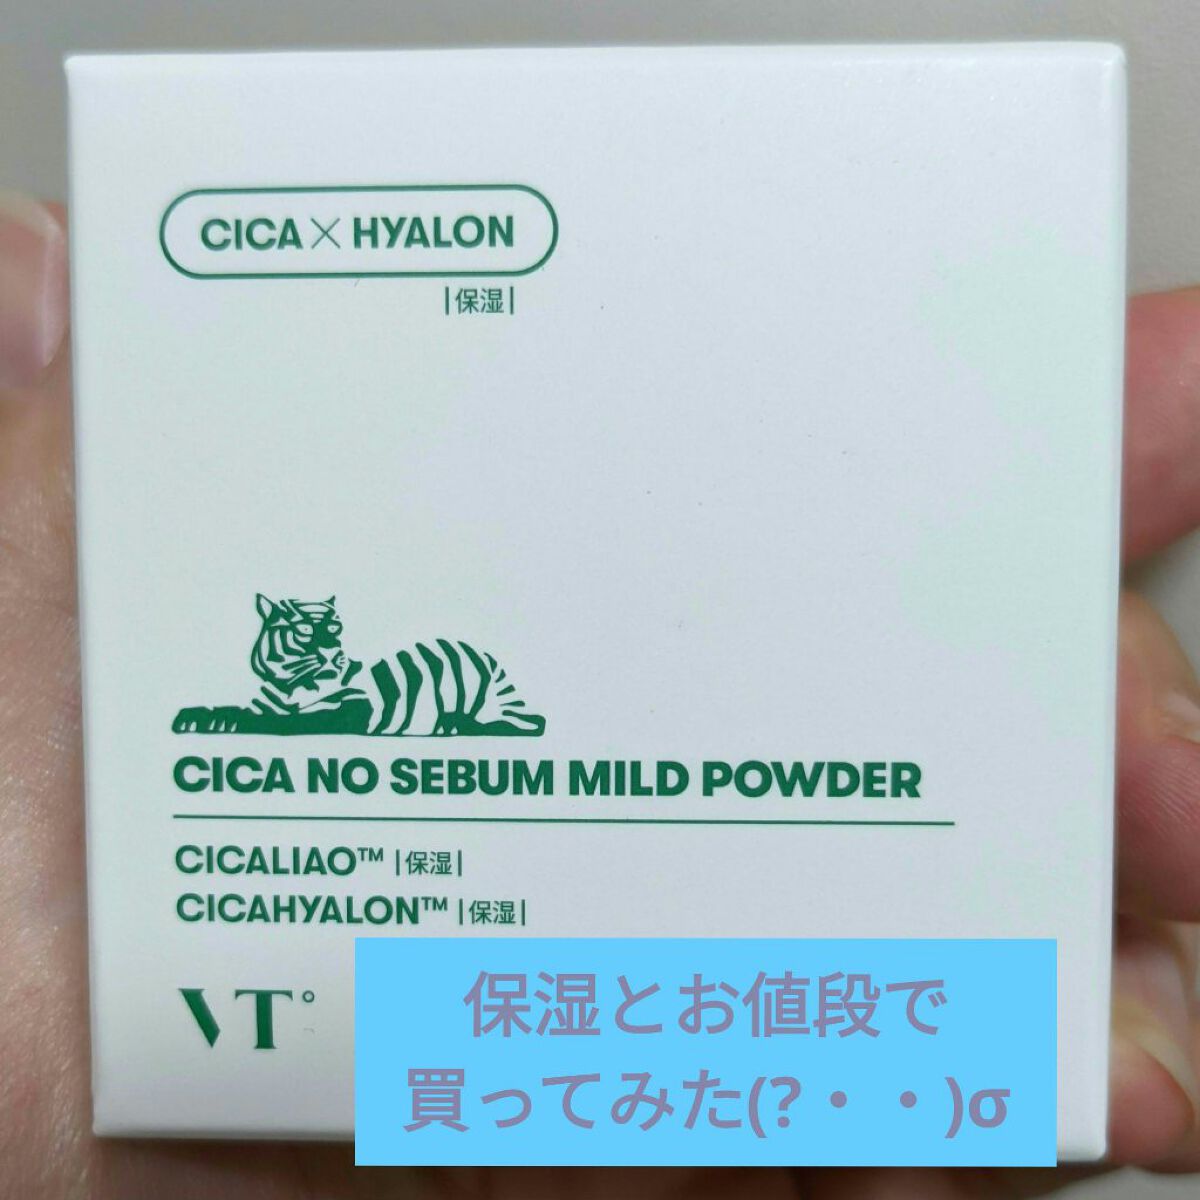 CICA×HYALON
|保湿|
CICA NO SEBUM MILD POWDER
CICALIAO™ |保湿|
CICAHYALON™ |保湿|
VT°
保湿とお値段で
買ってみた(?・・)σ